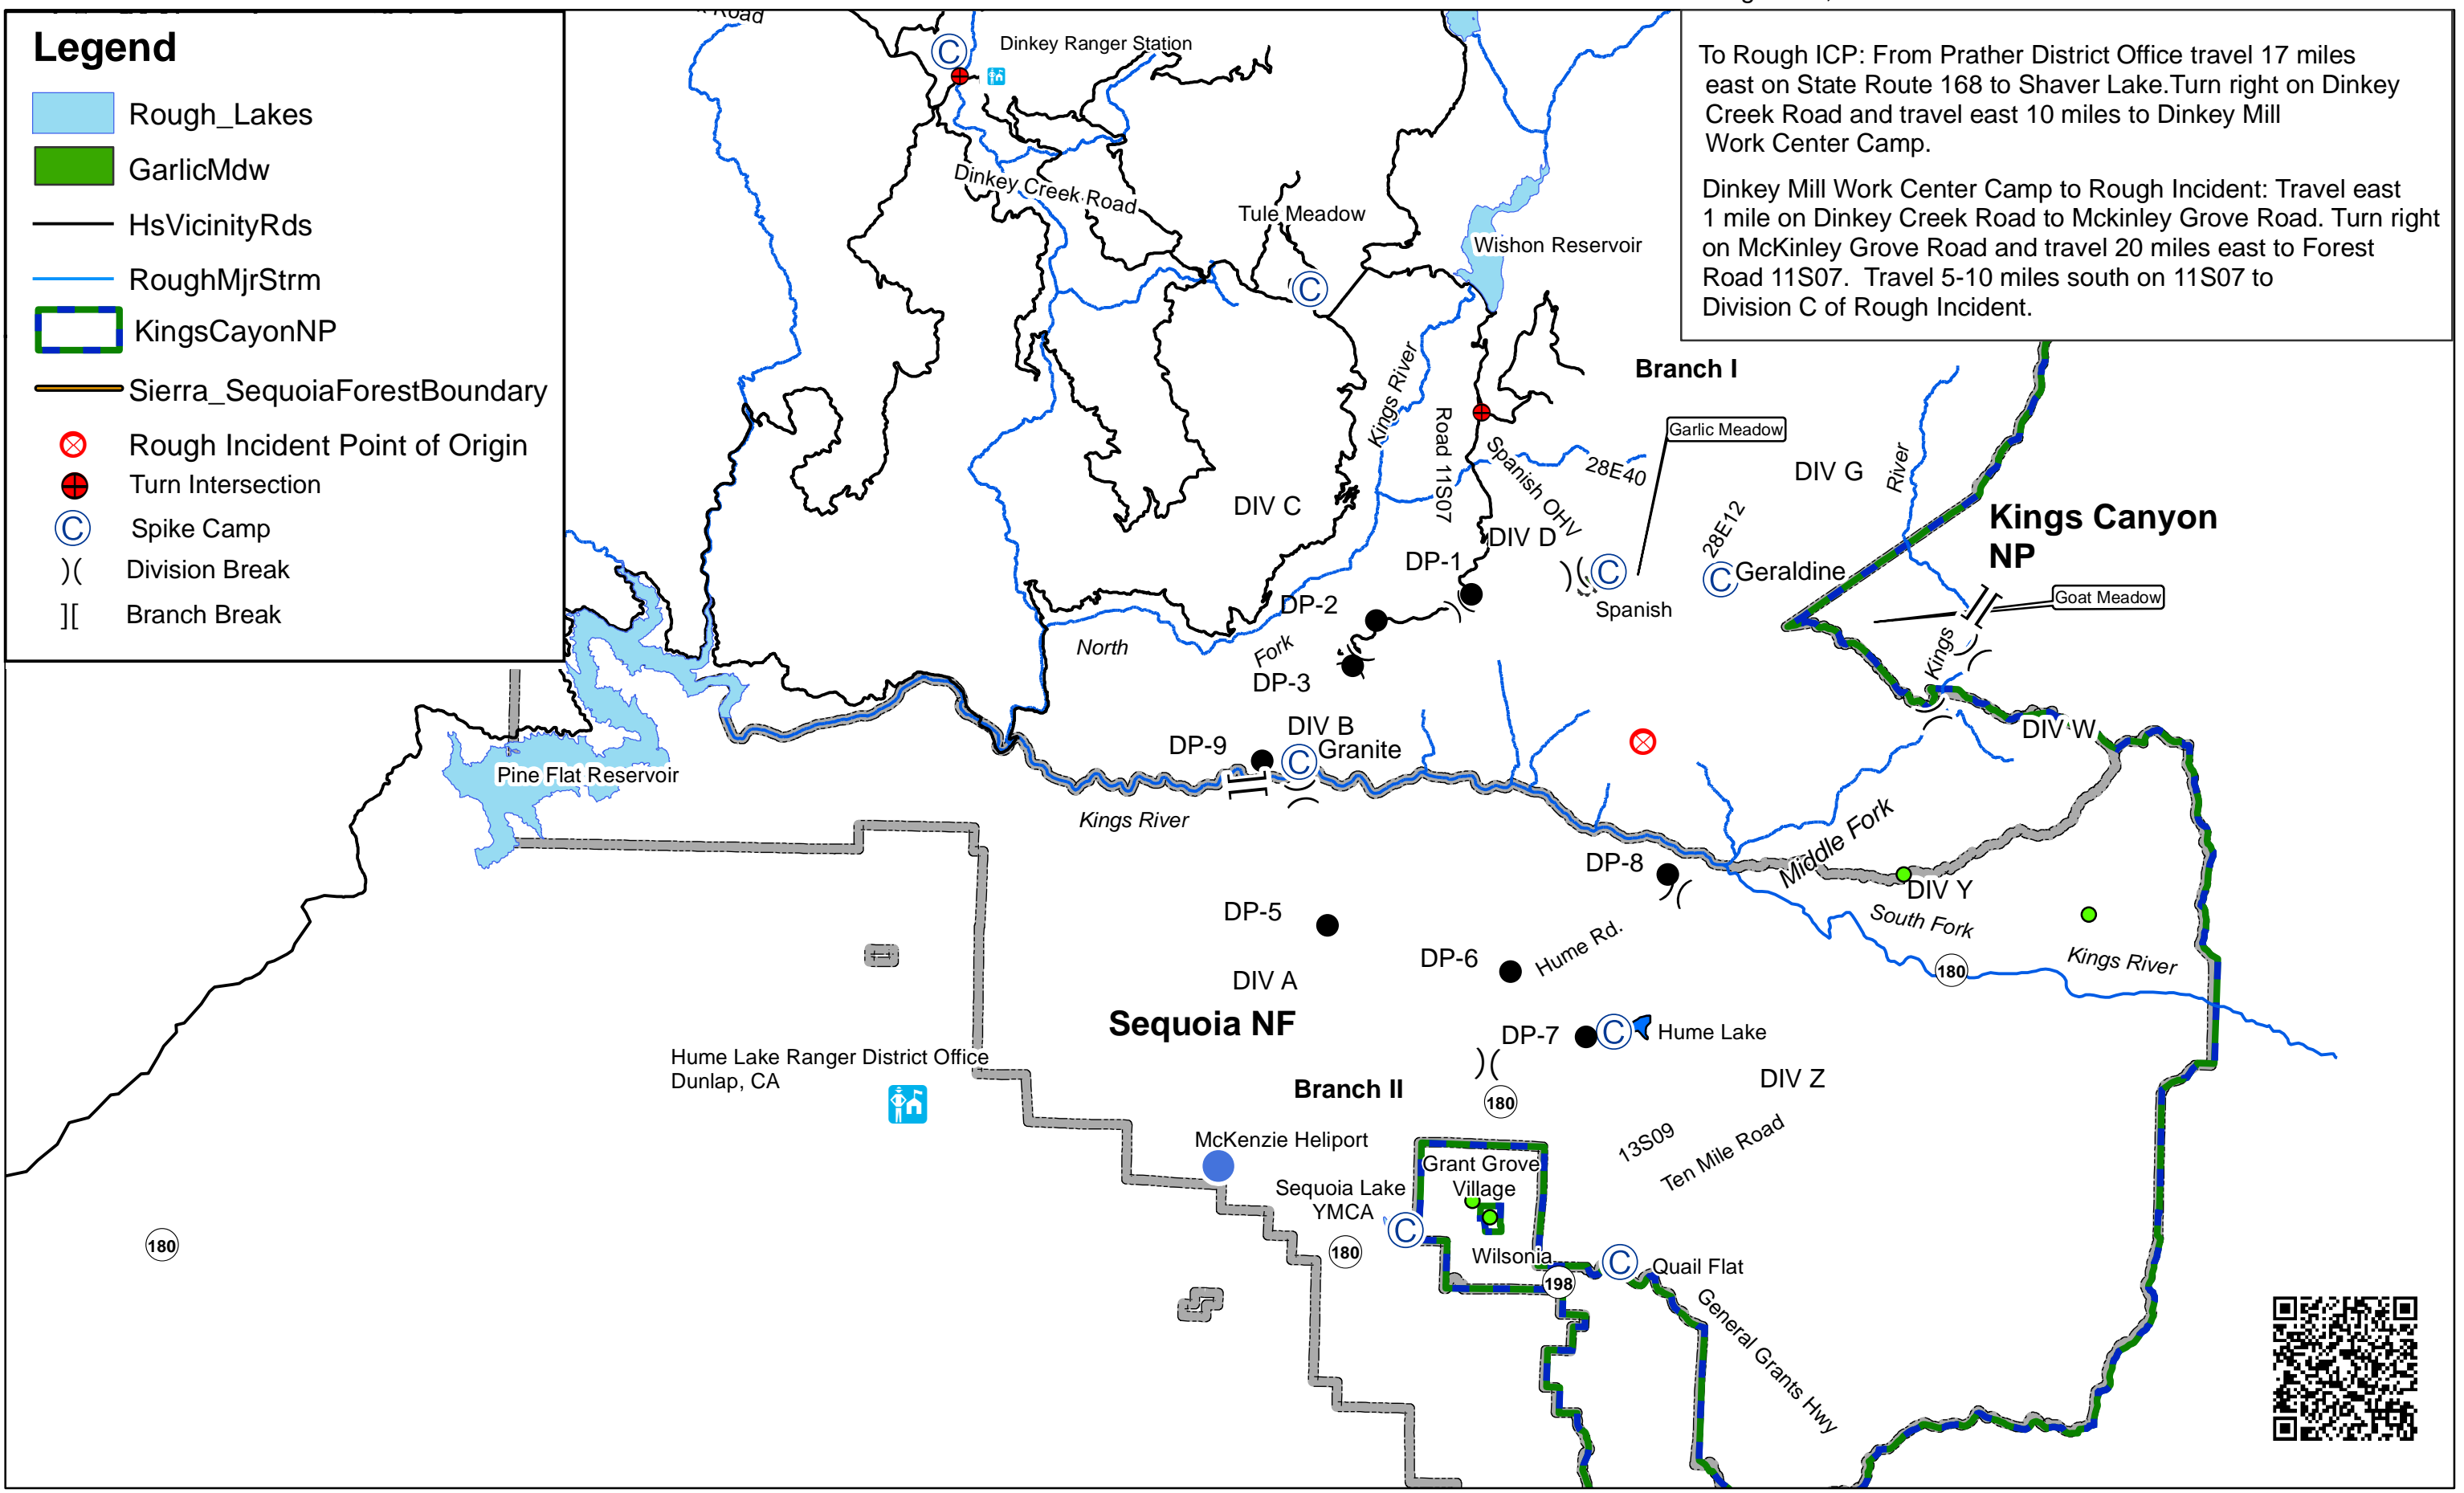 Legend
Rough_Lakes
GarlicMdw
HsVicinityRds
RoughMjrStrm
KingsCayonNP
Sierra_SequoiaForestBoundary
Rough Incident Point of Origin
Turn Intersection
C Spike Camp
)( Division Break
][ Branch Break
To Rough ICP: From Prather District Office travel 17 miles
east on State Route 168 to Shaver Lake.Turn right on Dinkey
Creek Road and travel east 10 miles to Dinkey Mill
Work Center Camp.
Dinkey Mill Work Center Camp to Rough Incident: Travel east
1 mile on Dinkey Creek Road to Mckinley Grove Road. Turn right
on McKinley Grove Road and travel 20 miles east to Forest
Road 11S07. Travel 5-10 miles south on 11S07 to
Division C of Rough Incident.
Road
C
Dinkey Ranger Station
Dinkey Creek Road
Tule Meadow
C
Wishon Reservoir
Branch I
Kings River
Road 11S07
Garlic Meadow
Spanish OHV
28E40
DIV G
River
Kings Canyon
NP
DIV C
DIV D
28E12
DP-1
C
C
Geraldine
Spanish
Goat Meadow
DP-2
North
Fork
Kings
DP-3
DIV B
DIV W
DP-9
C
Granite
Pine Flat Reservoir
Kings River
Middle Fork
DP-8
DIV Y
South Fork
DP-5
Hume Rd.
DP-6
Kings River
180
DIV A
Sequoia NF
DP-7
C
Hume Lake
Hume Lake Ranger District Office
Dunlap, CA
DIV Z
Branch II
180
McKenzie Heliport
13S09
Ten Mile Road
Grant Grove
Village
Sequoia Lake
YMCA
C
180
180
Wilsonia
C
Quail Flat
198
General Grants Hwy